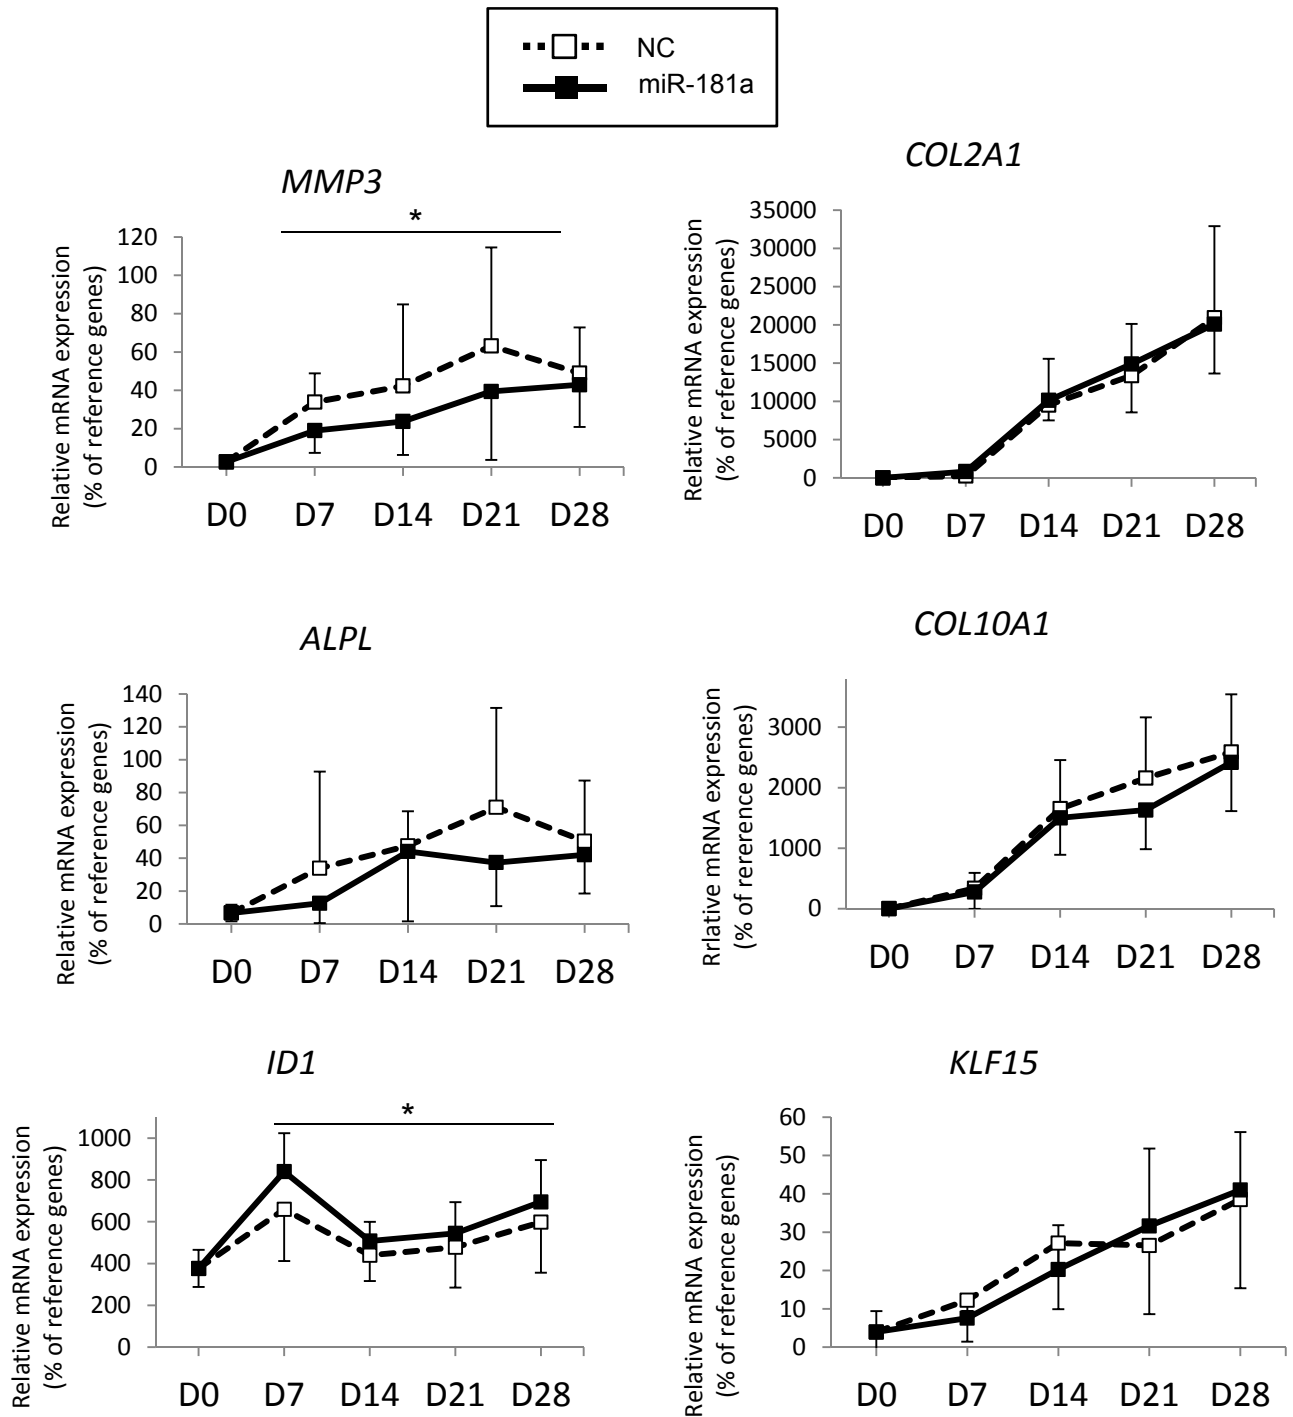 NC
miR-181a
MMP3
*
Relative mRNA expression
(% of reference genes)
120
100
80
60
40
20
0
D0 D7 D14 D21 D28
COL2A1
Relative mRNA expression
(% of reference genes)
35000
30000
25000
20000
15000
10000
5000
0
D0 D7 D14 D21 D28
ALPL
Relative mRNA expression
(% of reference genes)
140
120
100
80
60
40
20
0
D0 D7 D14 D21 D28
COL10A1
Rrlative mRNA expression
(% of rererence genes)
3000
2000
1000
0
D0 D7 D14 D21 D28
ID1
*
Relative mRNA expression
(% of reference genes)
1000
800
600
400
200
0
D0 D7 D14 D21 D28
KLF15
Relative mRNA expression
(% of reference genes)
60
50
40
30
20
10
0
D0 D7 D14 D21 D28